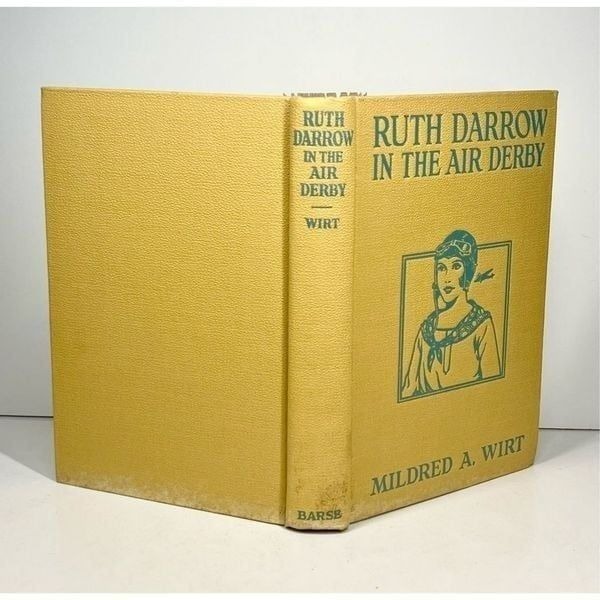 RUTH
DARROW
IN THE
AIR
DERBY
WIRT
BARSE
RUTH DARROW
IN THE AIR DERBY
MILDRED A. WIRT